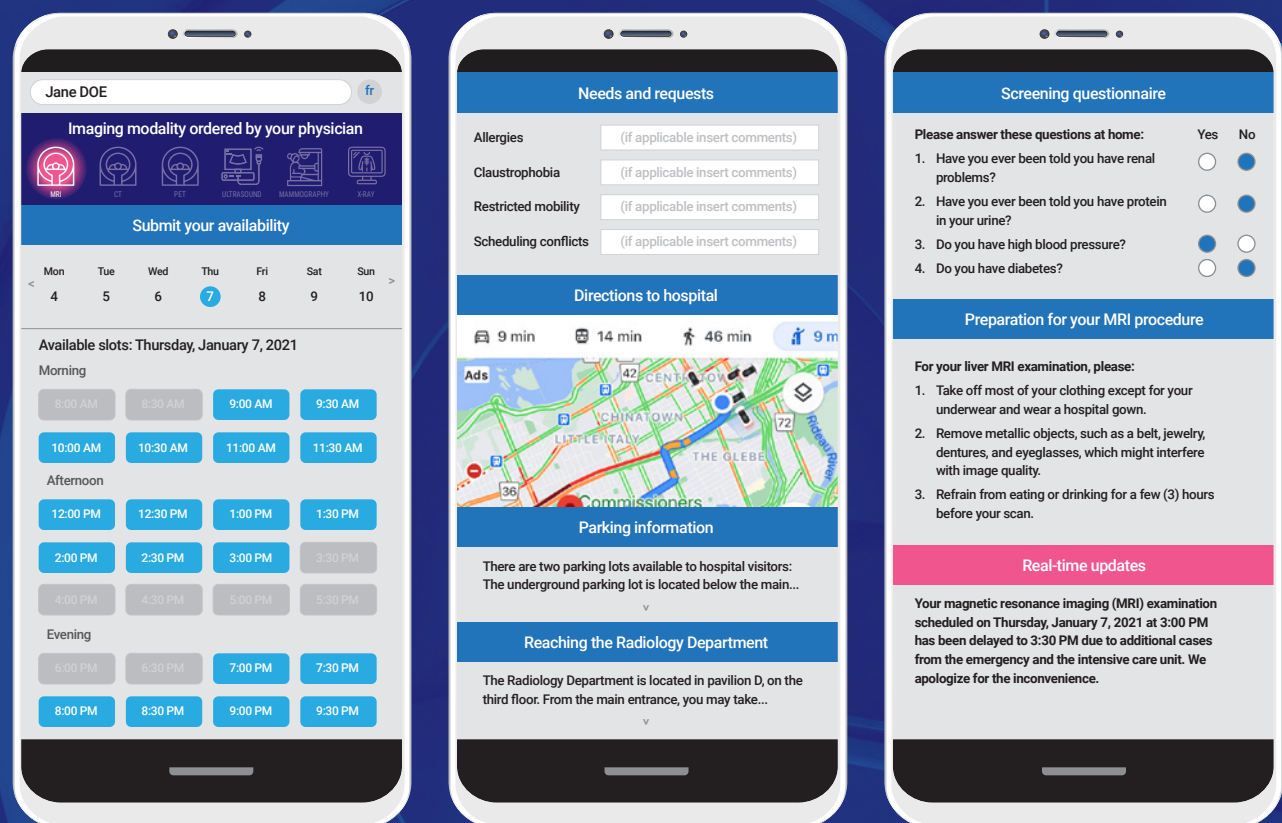 Jane DOE
fr
Imaging modality ordered by your physician
MRI CT PET ULTRASOUND MAMMOGRAPHY X-RAY
Submit your availability
Mon Tue Wed Thu Fri Sat Sun
< 4 5 6 7 8 9 10 >
Available slots: Thursday, January 7, 2021
Morning
8:00 AM 8:30 AM 9:00 AM 9:30 AM
10:00 AM 10:30 AM 11:00 AM 11:30 AM
Afternoon
12:00 PM 12:30 PM 1:00 PM 1:30 PM
2:00 PM 2:30 PM 3:00 PM 3:30 PM
4:00 PM 4:30 PM 5:00 PM 5:30 PM
Evening
6:00 PM 6:30 PM 7:00 PM 7:30 PM
8:00 PM 8:30 PM 9:00 PM 9:30 PM
Needs and requests
Allergies (if applicable insert comments)
Claustrophobia (if applicable insert comments)
Restricted mobility (if applicable insert comments)
Scheduling conflicts (if applicable insert comments)
Directions to hospital
9 min 14 min 46 min 9 m
Ads
42
CENTRETOWN
CHINATOWN
72
LITTLE ITALY
THE GLEBE
Rideau River
36
Commissioners
Parking information
There are two parking lots available to hospital visitors:
The underground parking lot is located below the main...
v
Reaching the Radiology Department
The Radiology Department is located in pavilion D, on the
third floor. From the main entrance, you may take...
v
Screening questionnaire
Please answer these questions at home: Yes No
1. Have you ever been told you have renal
problems?
2. Have you ever been told you have protein
in your urine?
3. Do you have high blood pressure?
4. Do you have diabetes?
Preparation for your MRI procedure
For your liver MRI examination, please:
1. Take off most of your clothing except for your
underwear and wear a hospital gown.
2. Remove metallic objects, such as a belt, jewelry,
dentures, and eyeglasses, which might interfere
with image quality.
3. Refrain from eating or drinking for a few (3) hours
before your scan.
Real-time updates
Your magnetic resonance imaging (MRI) examination
scheduled on Thursday, January 7, 2021 at 3:00 PM
has been delayed to 3:30 PM due to additional cases
from the emergency and the intensive care unit. We
apologize for the inconvenience.